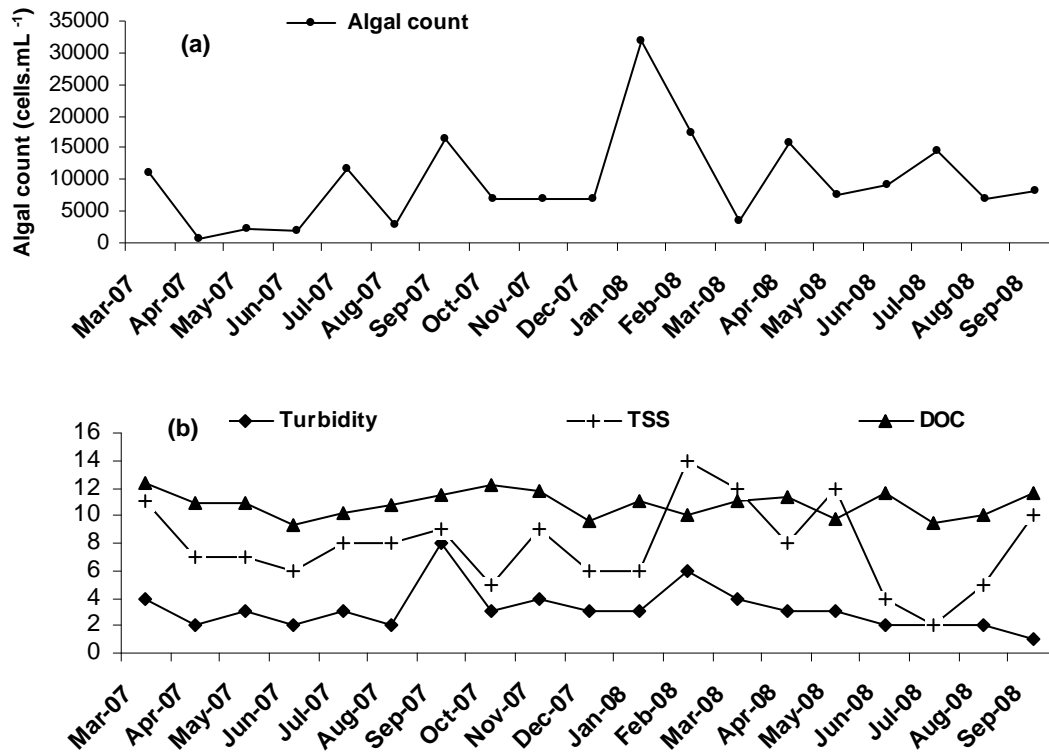 Algal count (cells.mL -1)
35000
30000
25000
20000
15000
10000
5000
0
(a)
Algal count
Mar-07
Apr-07
May-07
Jun-07
Jul-07
Aug-07
Sep-07
Oct-07
Nov-07
Dec-07
Jan-08
Feb-08
Mar-08
Apr-08
May-08
Jun-08
Jul-08
Aug-08
Sep-08
(b)
Turbidity
TSS
DOC
16
14
12
10
8
6
4
2
0
Mar-07
Apr-07
May-07
Jun-07
Jul-07
Aug-07
Sep-07
Oct-07
Nov-07
Dec-07
Jan-08
Feb-08
Mar-08
Apr-08
May-08
Jun-08
Jul-08
Aug-08
Sep-08